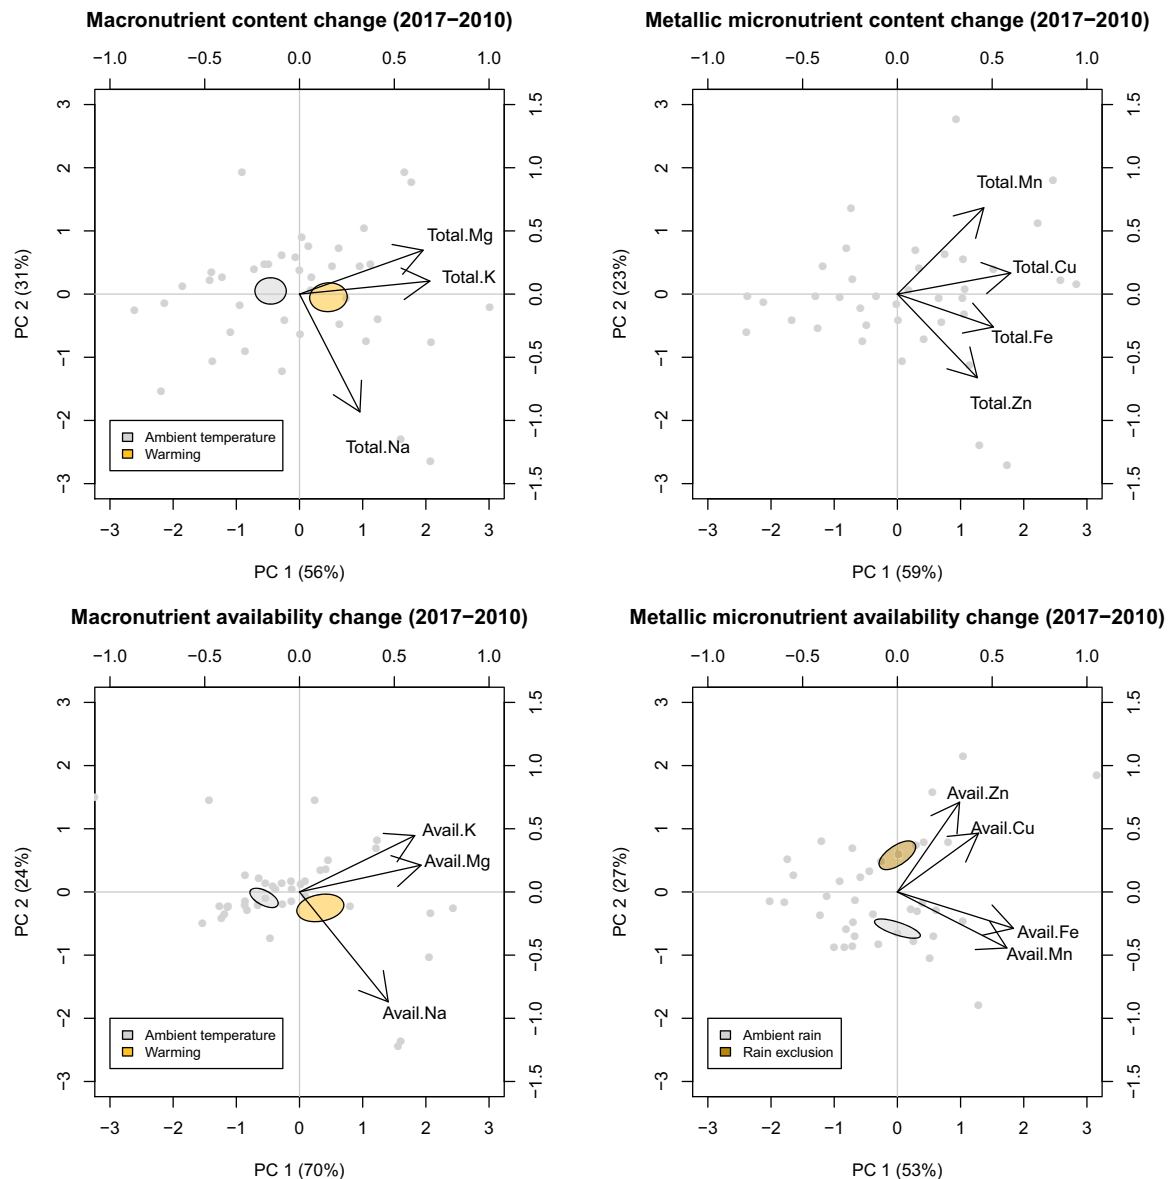 Macronutrient content change (2017−2010)
−1.0 −0.5 0.0 0.5 1.0
3 2 1 0 −1 −2 −3
PC 2 (31%)
Total.Mg
Total.K
Total.Na
Ambient temperature
Warming
1.5 1.0 0.5 0.0 −0.5 −1.0 −1.5
−3 −2 −1 0 1 2 3
PC 1 (56%)
Metallic micronutrient content change (2017−2010)
−1.0 −0.5 0.0 0.5 1.0
3 2 1 0 −1 −2 −3
PC 2 (23%)
Total.Mn
Total.Cu
Total.Fe
Total.Zn
1.5 1.0 0.5 0.0 −0.5 −1.0 −1.5
−3 −2 −1 0 1 2 3
PC 1 (59%)
Macronutrient availability change (2017−2010)
−1.0 −0.5 0.0 0.5 1.0
3 2 1 0 −1 −2 −3
PC 2 (24%)
Avail.K
Avail.Mg
Avail.Na
Ambient temperature
Warming
1.5 1.0 0.5 0.0 −0.5 −1.0 −1.5
−3 −2 −1 0 1 2 3
PC 1 (70%)
Metallic micronutrient availability change (2017−2010)
−1.0 −0.5 0.0 0.5 1.0
3 2 1 0 −1 −2 −3
PC 2 (27%)
Avail.Zn
Avail.Cu
Avail.Fe
Avail.Mn
Ambient rain
Rain exclusion
1.5 1.0 0.5 0.0 −0.5 −1.0 −1.5
−3 −2 −1 0 1 2 3
PC 1 (53%)